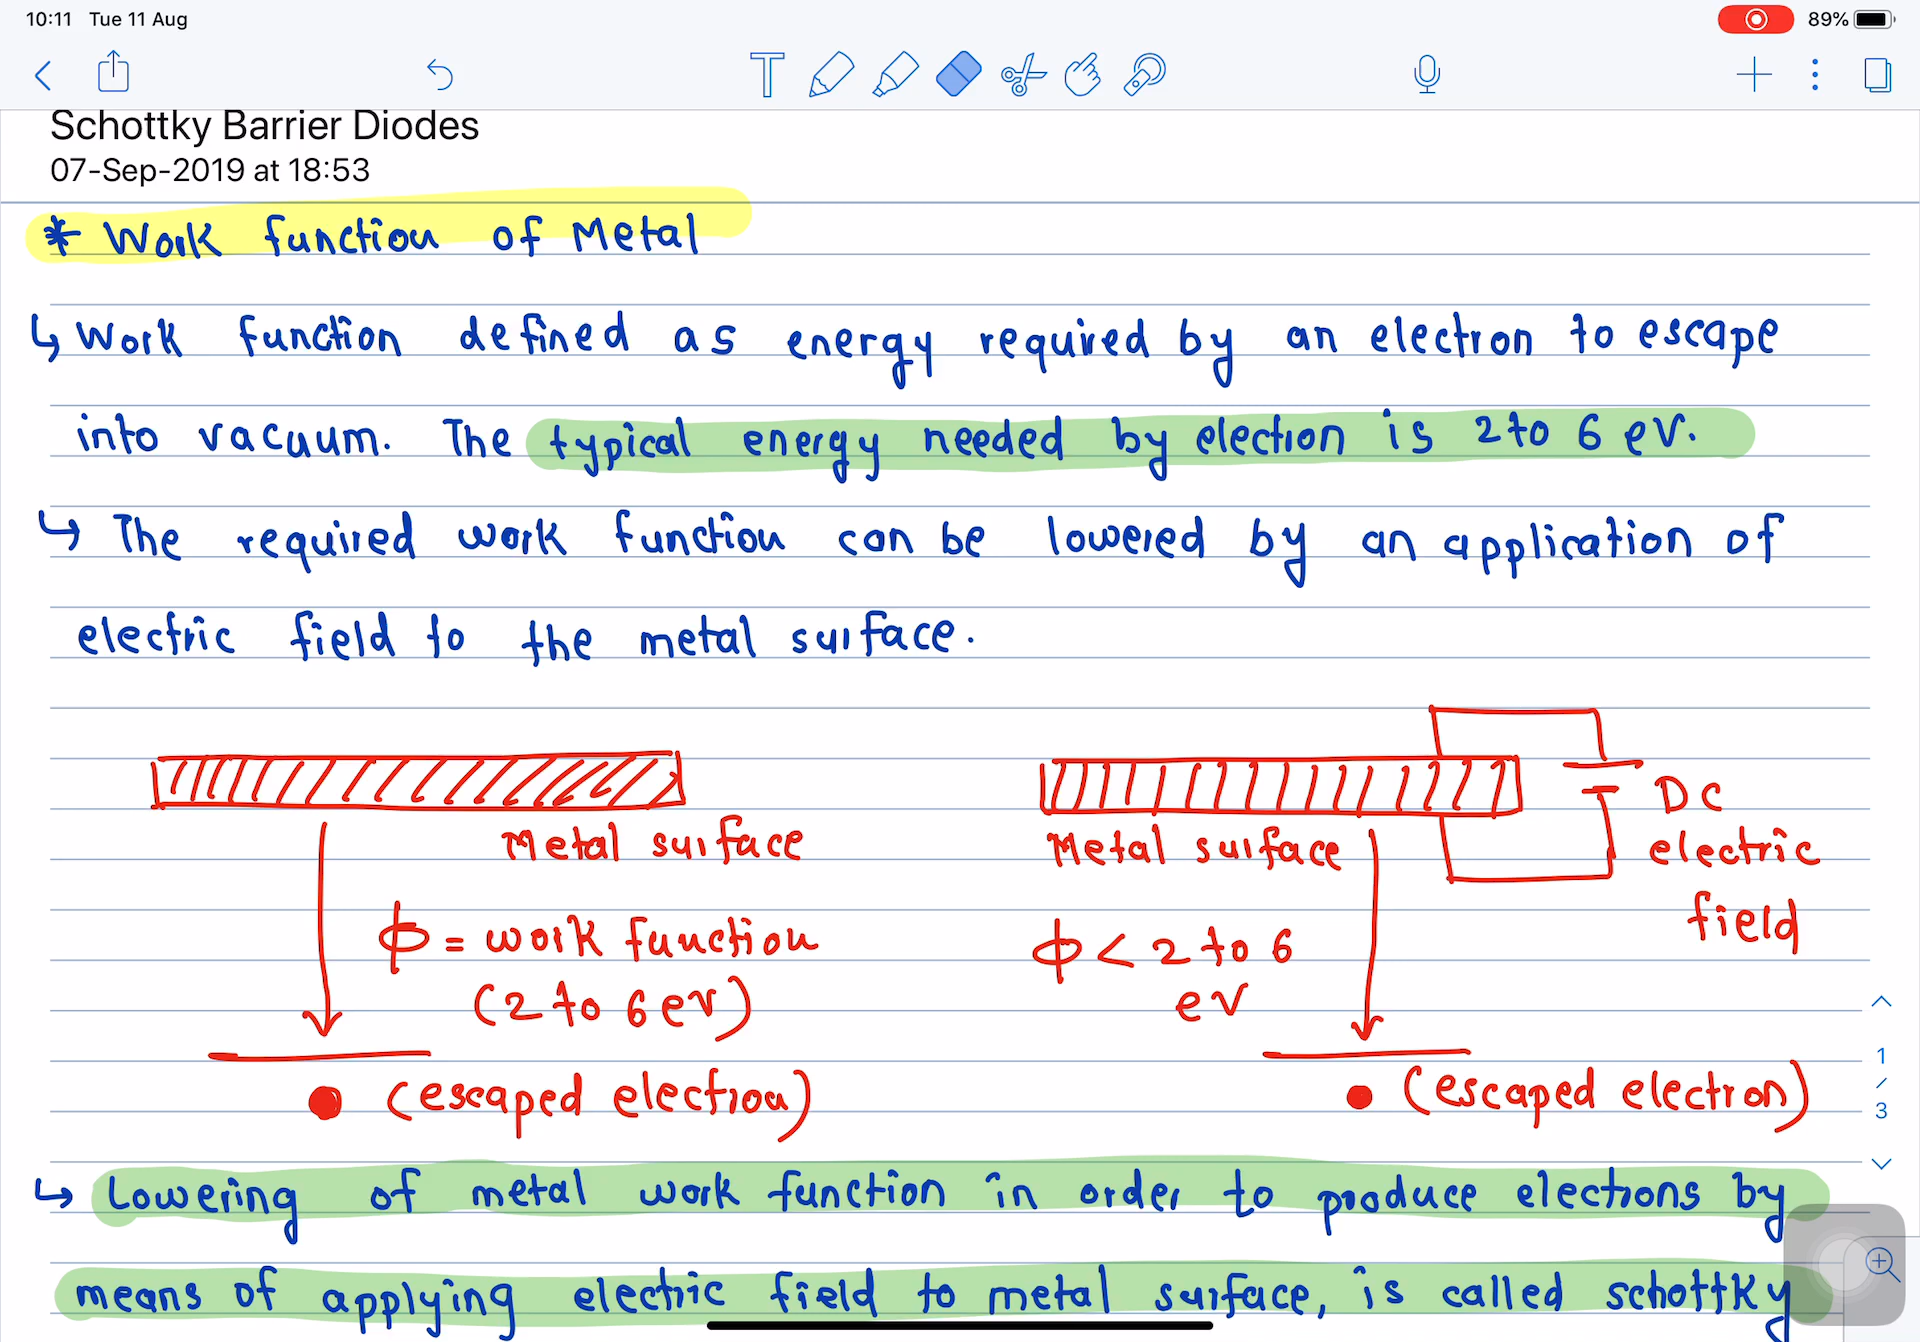 10:11 Tue 11 Aug
89%
Schottky Barrier Diodes
07-Sep-2019 at 18:53
* Work function of Metal
↳ Work function defined as energy required by an electron to escape
into vacuum. The typical energy needed by electron is 2 to 6 eV.
↳ The required work function can be lowered by an application of
electric field to the metal surface.
Metal surface
ϕ = work function
(2 to 6 eV)
(escaped electron)
Metal surface
DC
electric
field
ϕ < 2 to 6
eV
(escaped electron)
1
/
3
↳ Lowering of metal work function in order to produce electrons by
means of applying electric field to metal surface, is called schottky